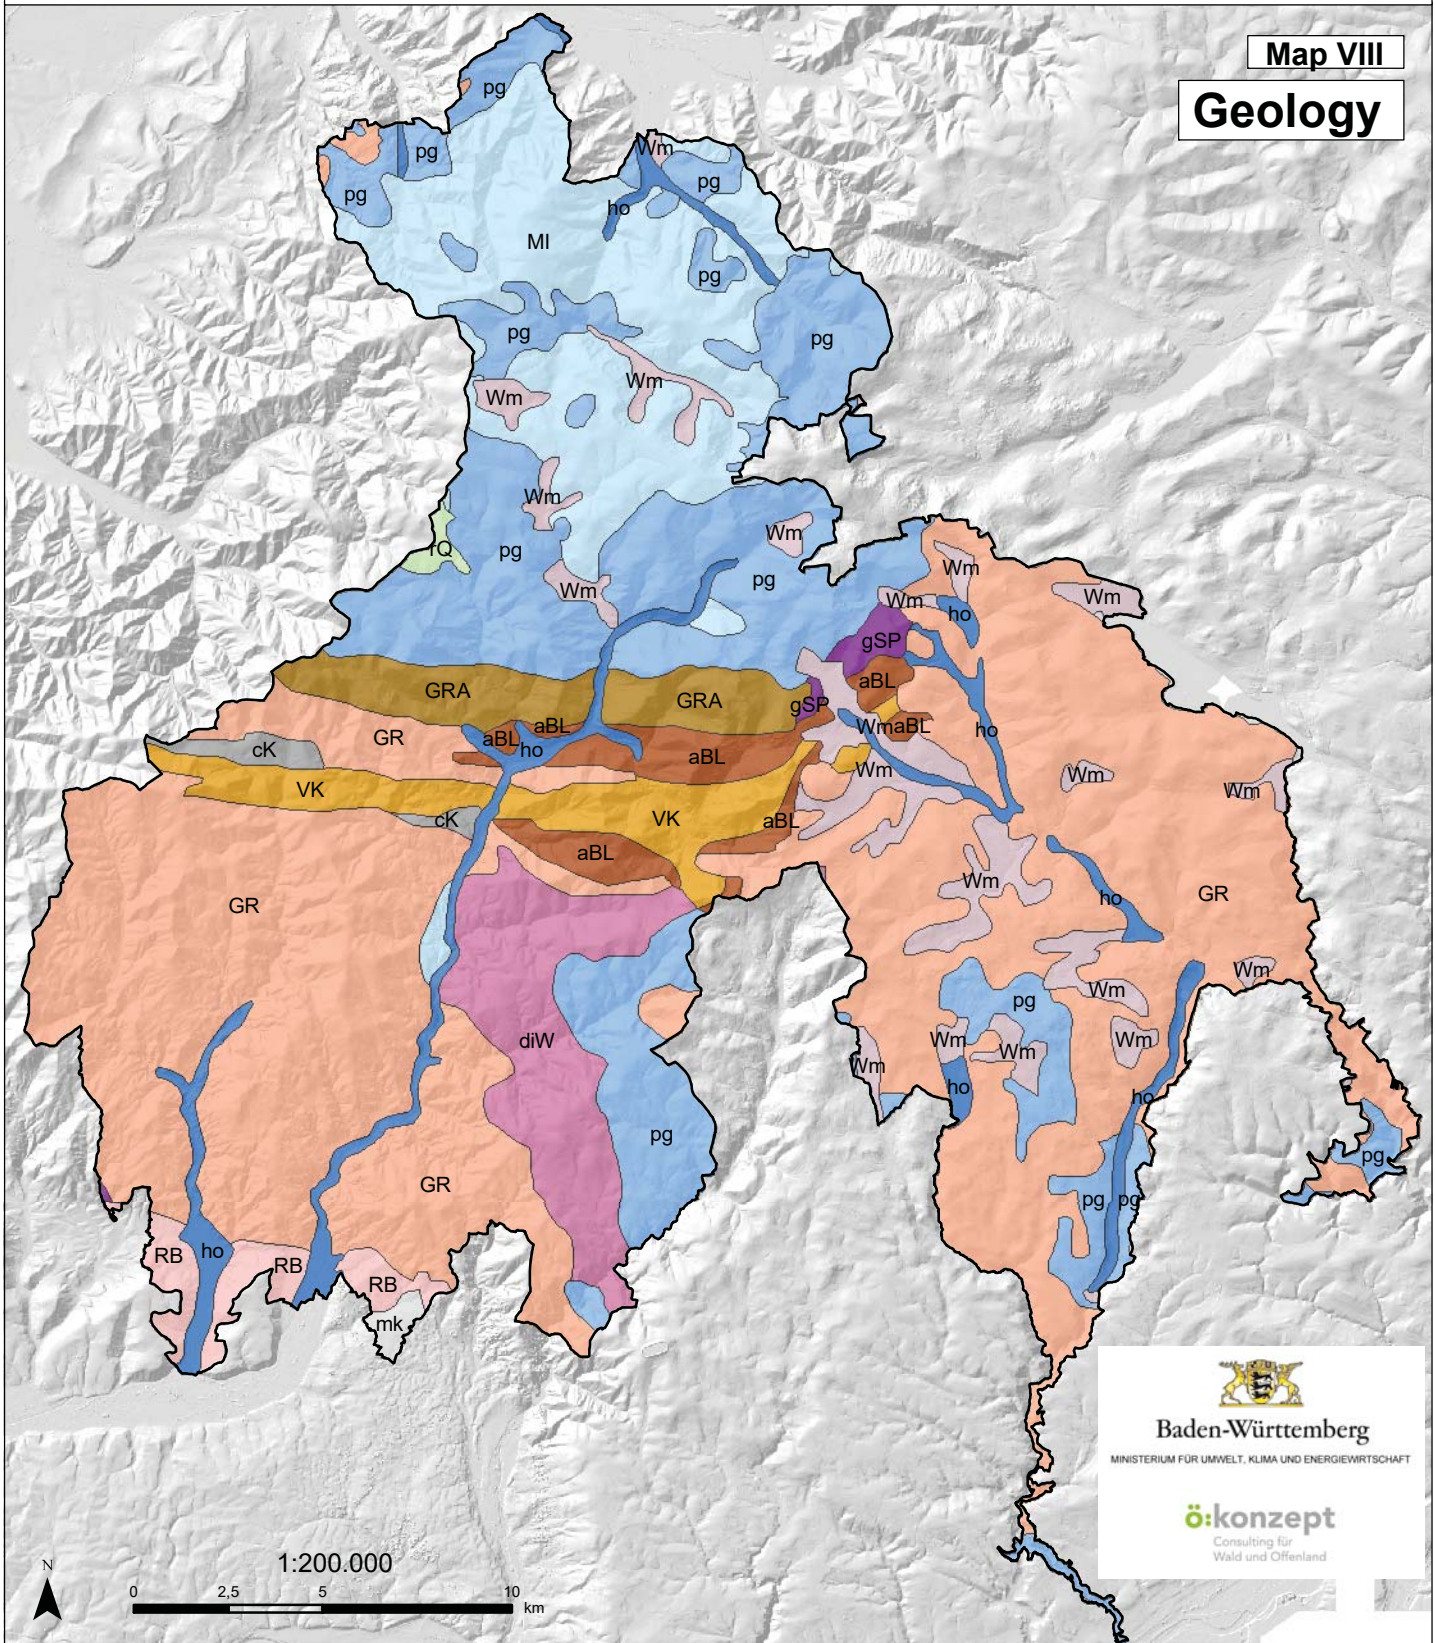 Map VIII
Geology
pg
pg
Wm
pg
pg
ho
MI
pg
pg
pg
Wm
Wm
Wm
Wm
rQ
pg
pg
Wm
Wm
Wm
Wm
ho
gSP
aBL
GRA
GRA
gSP
aBL
WmaBL
ho
GR
aBL
ho
cK
aBL
Wm
Wm
Wm
VK
cK
VK
aBL
aBL
Wm
GR
ho
GR
Wm
Wm
pg
diW
Wm
Wm
Wm
Wm
ho
ho
pg
pg
GR
pg
pg
RB
ho
RB
RB
mk
Baden-Württemberg
MINISTERIUM FÜR UMWELT, KLIMA UND ENERGIEWIRTSCHAFT
ö:konzept
Consulting für
Wald und Offenland
N
1:200.000
0 2,5 5 10
km